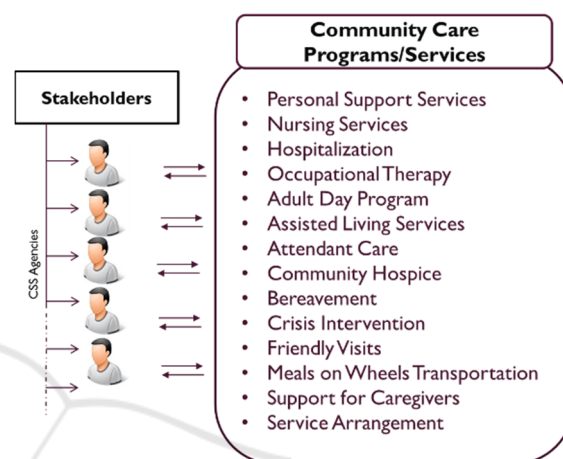 Community Care
Programs/Services
Stakeholders
CSS Agencies
• Personal Support Services
• Nursing Services
• Hospitalization
• Occupational Therapy
• Adult Day Program
• Assisted Living Services
• Attendant Care
• Community Hospice
• Bereavement
• Crisis Intervention
• Friendly Visits
• Meals on Wheels Transportation
• Support for Caregivers
• Service Arrangement